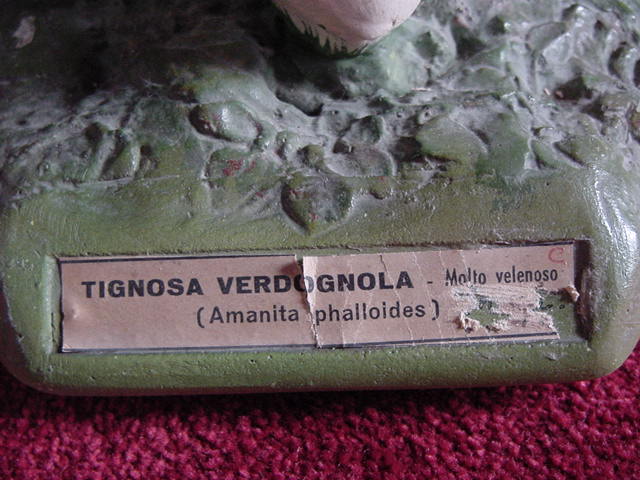 TIGNOSA VERDOGNOLA - Molto velenoso
(Amanita phalloides)
C